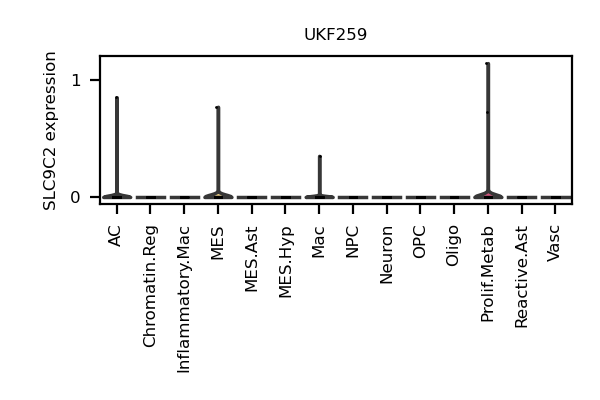 UKF259
SLC9C2 expression
1
0
AC
Chromatin.Reg
Inflammatory.Mac
MES
MES.Ast
MES.Hyp
Mac
NPC
Neuron
OPC
Oligo
Prolif.Metab
Reactive.Ast
Vasc